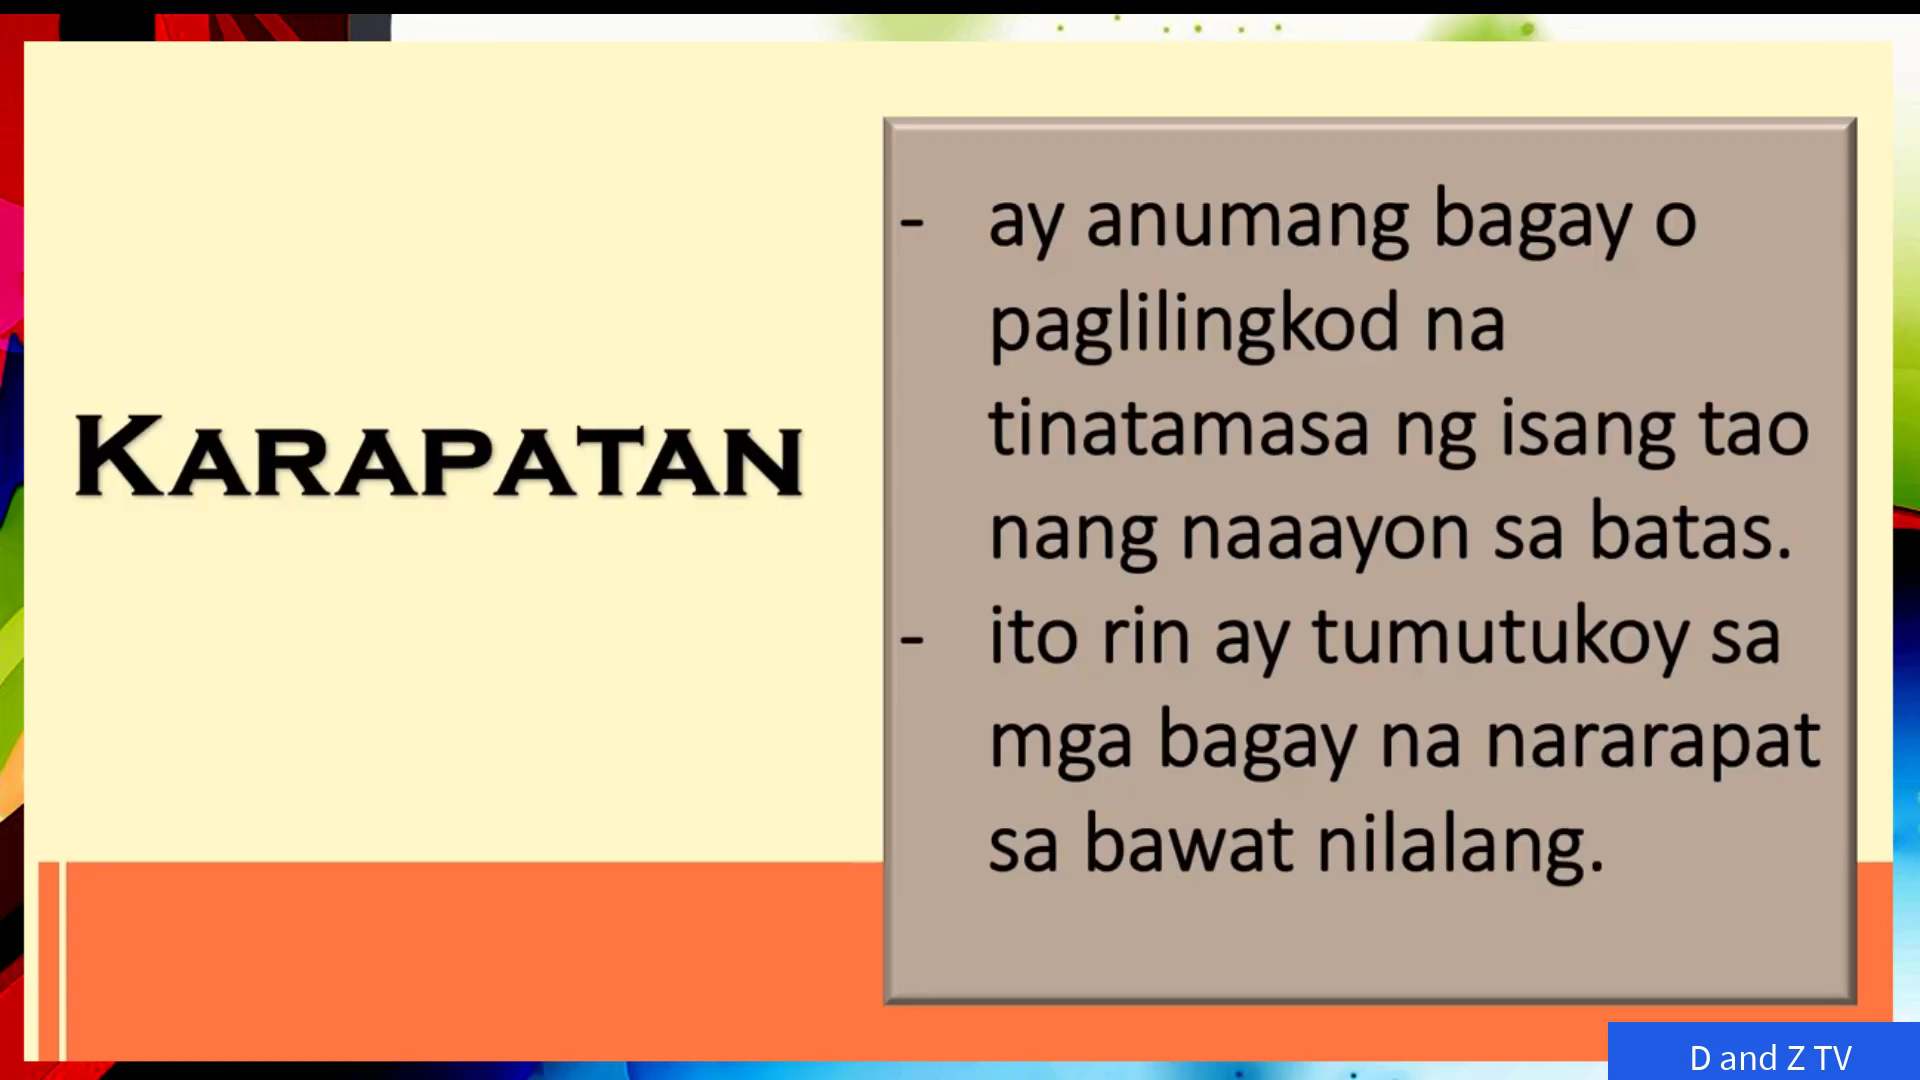 KARAPATAN
- ay anumang bagay o
paglilingkod na
tinatamasa ng isang tao
nang naaayon sa batas.
- ito rin ay tumutukoy sa
mga bagay na nararapat
sa bawat nilalang.
D and Z TV